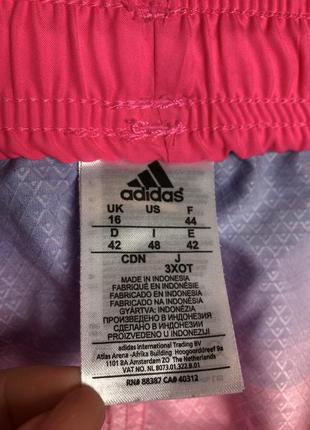 adidas
UK US F
16 44
D I E
42 48 42
CDN J
3XOT
MADE IN INDONESIA
FABRIQUÉ EN INDONÉSIE
FABRICADO EN INDONESIA
FABRICADO NA INDONÉSIA
GYÁRTVA: INDONÉZIA
ПРОИЗВЕДЕНО В ИНДОНЕЗИЯ
СДЕЛАНО В ИНДОНЕЗИИ
PROIZVEDENO U INDONEZIJI
adidas International Trading BV
Atlas Arena -Afrika Building Hoogoorddreef 9a
1101 BA Amsterdam Zuid Oost
The Netherlands
VAT NO. NL 8073.01.322.B.01
RN# 88387 CA# 40312